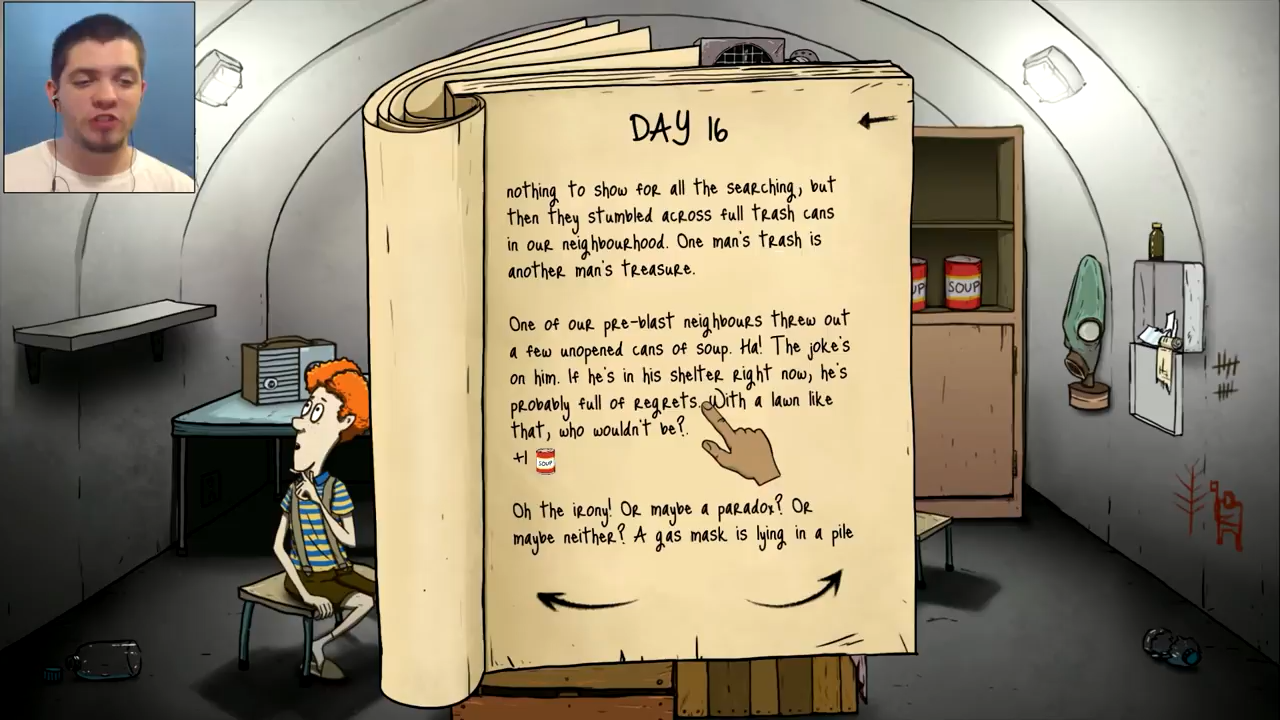 DAY 16
nothing to show for all the searching, but
then they stumbled across full trash cans
in our neighbourhood. One man's trash is
another man's treasure.
One of our pre-blast neighbours threw out
a few unopened cans of soup. Ha! The joke's
on him. If he's in his shelter right now, he's
probably full of regrets. With a lawn like
that, who wouldn't be?
+1 SOUP
Oh the irony! Or maybe a paradox? Or
maybe neither? A gas mask is lying in a pile
UP
SOUP